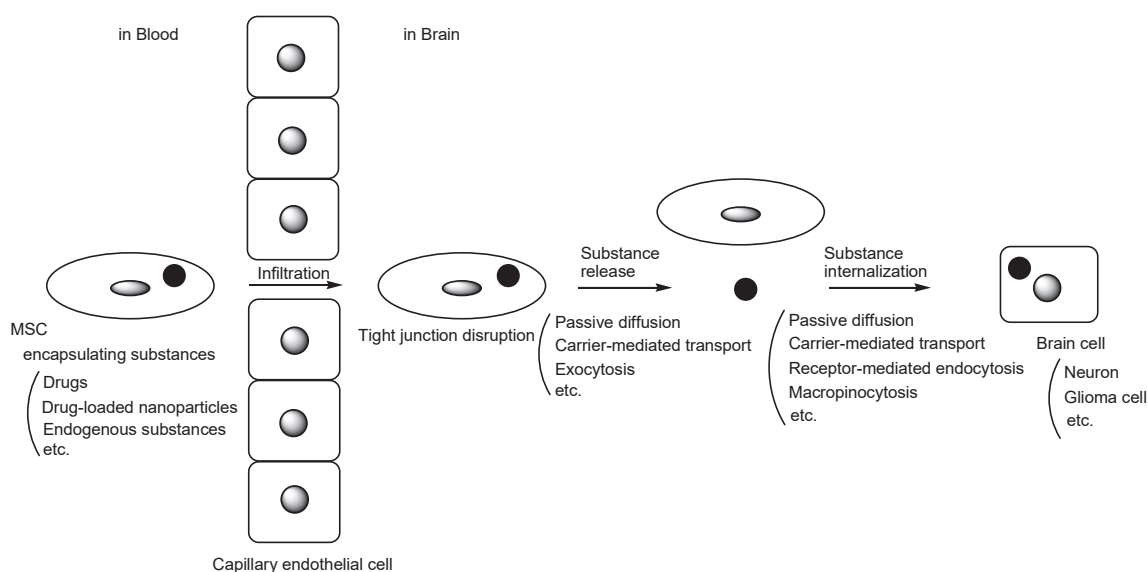 in Blood
in Brain
Infiltration
MSC
encapsulating substances
Drugs
Drug-loaded nanoparticles
Endogenous substances
etc.
Tight junction disruption
Substance
release
Passive diffusion
Carrier-mediated transport
Exocytosis
etc.
Substance
internalization
Passive diffusion
Carrier-mediated transport
Receptor-mediated endocytosis
Macropinocytosis
etc.
Brain cell
Neuron
Glioma cell
etc.
Capillary endothelial cell